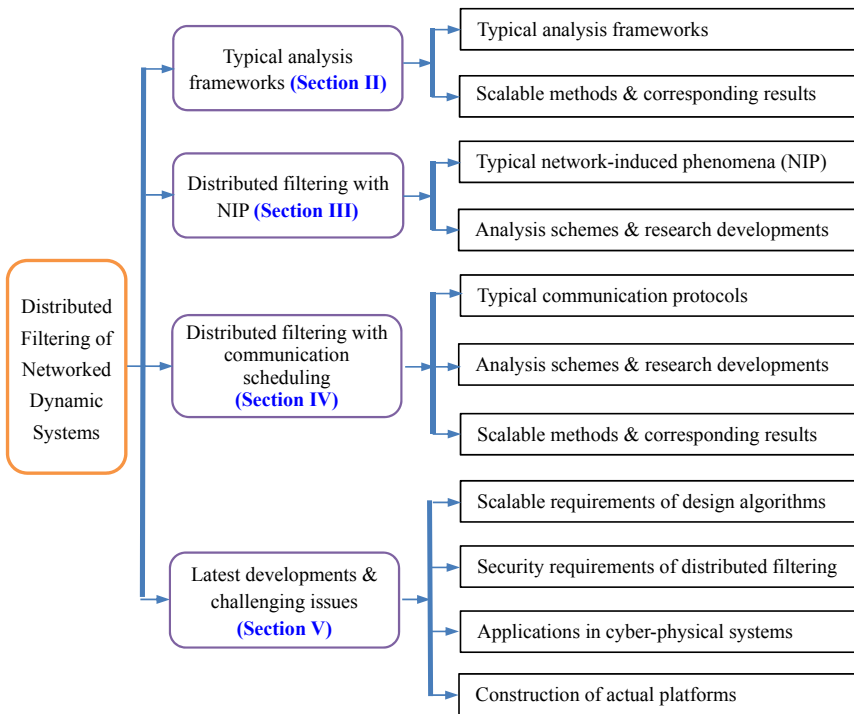 Distributed
Filtering of
Networked
Dynamic
Systems
Typical analysis
frameworks (Section II)
Typical analysis frameworks
Scalable methods & corresponding results
Distributed filtering with
NIP (Section III)
Typical network-induced phenomena (NIP)
Analysis schemes & research developments
Distributed filtering with
communication
scheduling
(Section IV)
Typical communication protocols
Analysis schemes & research developments
Scalable methods & corresponding results
Latest developments &
challenging issues
(Section V)
Scalable requirements of design algorithms
Security requirements of distributed filtering
Applications in cyber-physical systems
Construction of actual platforms